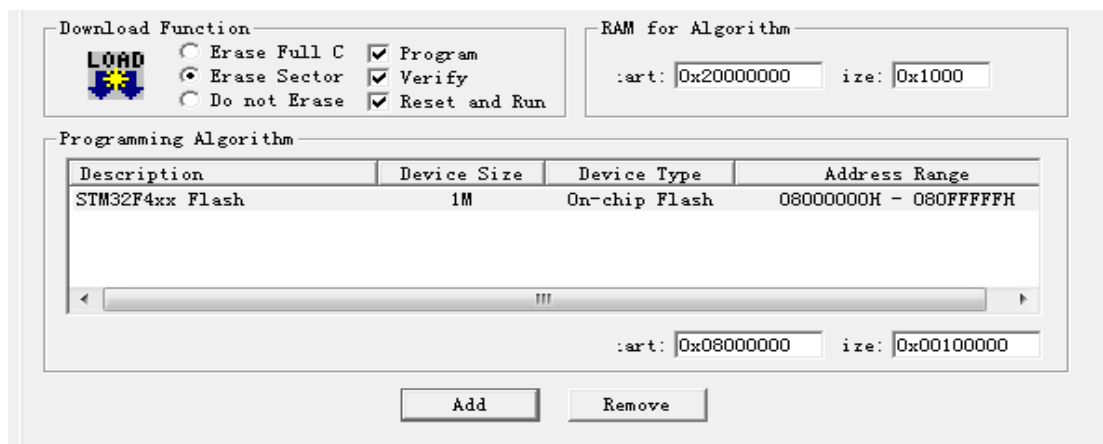 Download Function
LOAD
Erase Full C
Program
Erase Sector
Verify
Do not Erase
Reset and Run
RAM for Algorithm
:art: 0x20000000
ize: 0x1000
Programming Algorithm
Description Device Size Device Type Address Range
STM32F4xx Flash 1M On-chip Flash 08000000H - 080FFFFFH
:art: 0x08000000
ize: 0x00100000
Add
Remove